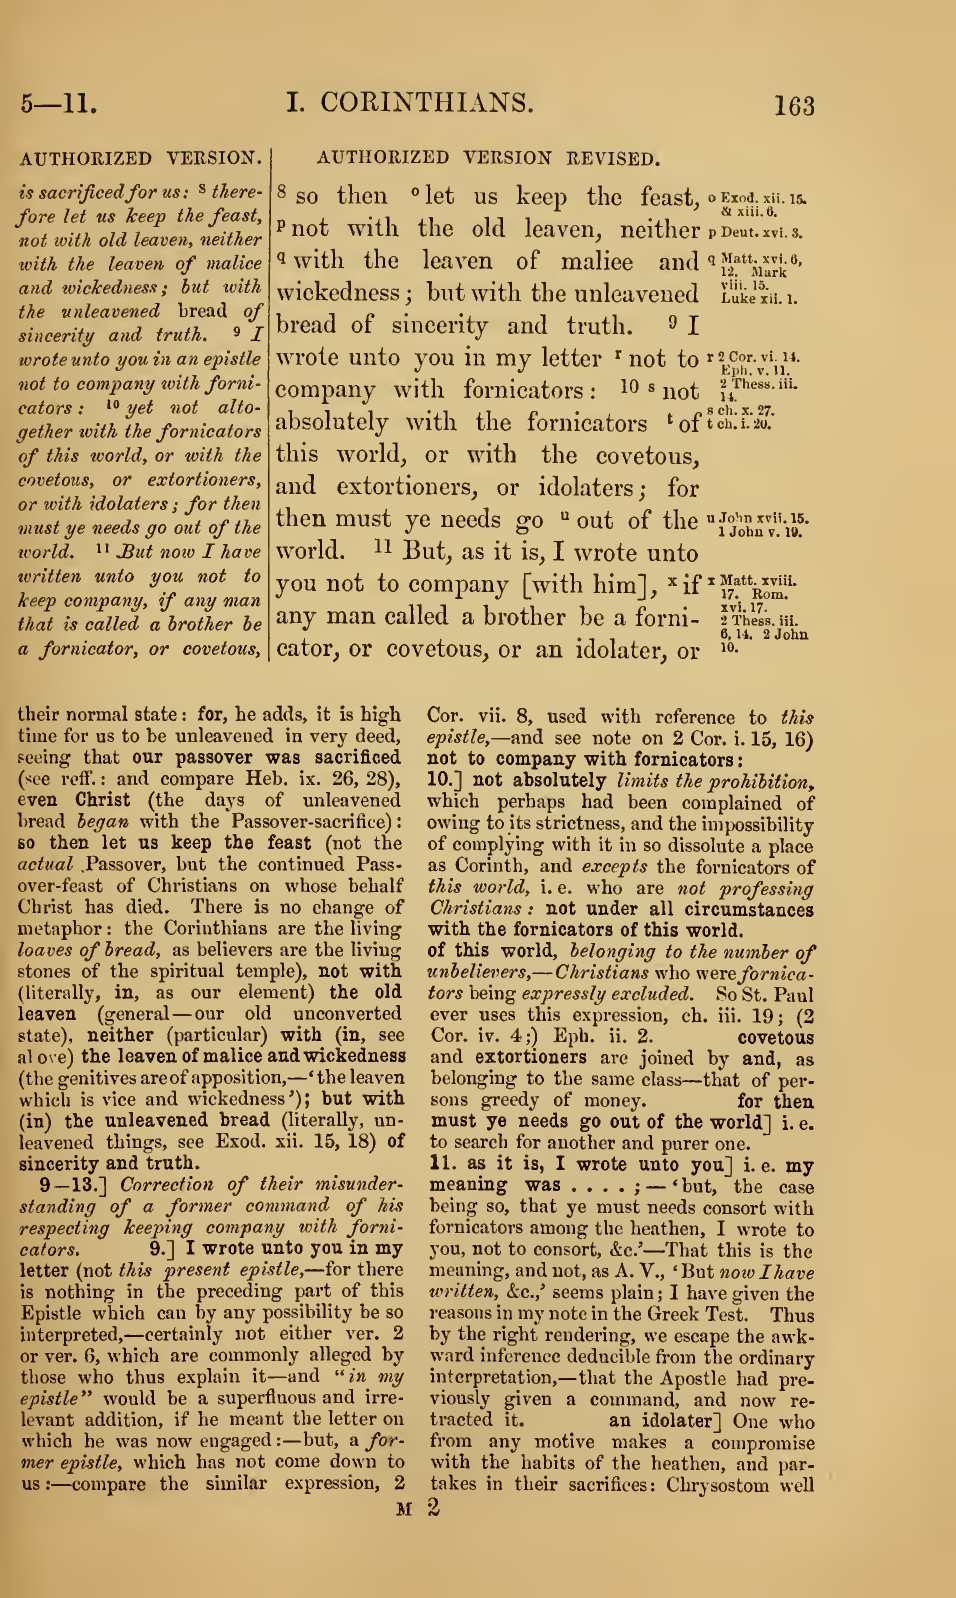 5—11. I. CORINTHIANS. 163
AUTHORIZED VERSION.
is sacrificed for us: 8 there-
fore let us keep the feast,
not with old leaven, neither
with the leaven of malice
and wickedness; but with
the unleavened bread of
sincerity and truth. 9 I
wrote unto you in an epistle
not to company with forni-
cators: 10 yet not alto-
gether with the fornicators
of this world, or with the
covetous, or extortioners,
or with idolaters; for then
must ye needs go out of the
world. 11 But now I have
written unto you not to
keep company, if any man
that is called a brother be
a fornicator, or covetous,
AUTHORIZED VERSION REVISED.
8 so then o let us keep the feast,
p not with the old leaven, neither
q with the leaven of malice and
wickedness; but with the unleavened
bread of sincerity and truth. 9 I
wrote unto you in my letter r not to
company with fornicators: 10 s not
absolutely with the fornicators t of
this world, or with the covetous,
and extortioners, or idolaters; for
then must ye needs go u out of the
world. 11 But, as it is, I wrote unto
you not to company [with him], x if
any man called a brother be a forni-
cator, or covetous, or an idolater, or
o Exod. xii. 15.
& xiii. 6.
p Deut. xvi. 3.
q Matt. xvi. 6,
12. Mark
viii. 15.
Luke xii. 1.
r 2 Cor. vi. 14.
Eph. v. 11.
2 Thess. iii.
14.
s ch. x. 27.
t ch. i. 20.
u John xvii. 15.
1 John v. 19.
x Matt. xviii.
17. Rom.
xvi. 17.
2 Thess. iii.
6, 14. 2 John
10.
their normal state: for, he adds, it is high
time for us to be unleavened in very deed,
seeing that our passover was sacrificed
(see reff.: and compare Heb. ix. 26, 28),
even Christ (the days of unleavened
bread began with the Passover-sacrifice):
so then let us keep the feast (not the
actual Passover, but the continued Pass-
over-feast of Christians on whose behalf
Christ has died. There is no change of
metaphor: the Corinthians are the living
loaves of bread, as believers are the living
stones of the spiritual temple), not with
(literally, in, as our element) the old
leaven (general—our old unconverted
state), neither (particular) with (in, see
above) the leaven of malice and wickedness
(the genitives are of apposition,—‘the leaven
which is vice and wickedness’); but with
(in) the unleavened bread (literally, un-
leavened things, see Exod. xii. 15, 18) of
sincerity and truth.
9—13.] Correction of their misunder-
standing of a former command of his
respecting keeping company with forni-
cators. 9.] I wrote unto you in my
letter (not this present epistle,—for there
is nothing in the preceding part of this
Epistle which can by any possibility be so
interpreted,—certainly not either ver. 2
or ver. 6, which are commonly alleged by
those who thus explain it—and “in my
epistle” would be a superfluous and irre-
levant addition, if he meant the letter on
which he was now engaged:—but, a for-
mer epistle, which has not come down to
us:—compare the similar expression, 2
Cor. vii. 8, used with reference to this
epistle,—and see note on 2 Cor. i. 15, 16)
not to company with fornicators:
10.] not absolutely limits the prohibition,
which perhaps had been complained of
owing to its strictness, and the impossibility
of complying with it in so dissolute a place
as Corinth, and excepts the fornicators of
this world, i. e. who are not professing
Christians: not under all circumstances
with the fornicators of this world.
of this world, belonging to the number of
unbelievers,—Christians who were fornica-
tors being expressly excluded. So St. Paul
ever uses this expression, ch. iii. 19; (2
Cor. iv. 4;) Eph. ii. 2. covetous
and extortioners are joined by and, as
belonging to the same class—that of per-
sons greedy of money. for then
must ye needs go out of the world] i. e.
to search for another and purer one.
11. as it is, I wrote unto you] i. e. my
meaning was . . . . ; — ‘but, the case
being so, that ye must needs consort with
fornicators among the heathen, I wrote to
you, not to consort, &c.’—That this is the
meaning, and not, as A. V., ‘But now I have
written, &c.,’ seems plain; I have given the
reasons in my note in the Greek Test. Thus
by the right rendering, we escape the awk-
ward inference deducible from the ordinary
interpretation,—that the Apostle had pre-
viously given a command, and now re-
tracted it. an idolater] One who
from any motive makes a compromise
with the habits of the heathen, and par-
takes in their sacrifices: Chrysostom well
M 2